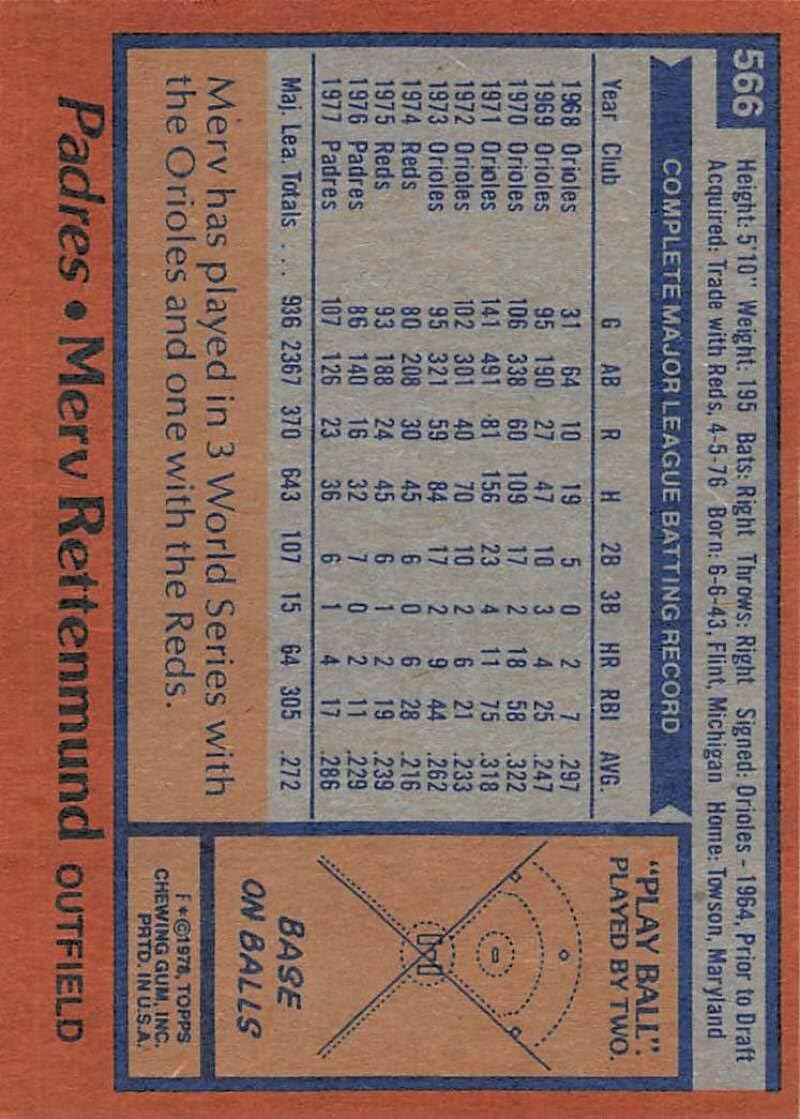 566
Height: 5'10" Weight: 195 Bats: Right Throws: Right Signed: Orioles - 1964, Prior to Draft
Acquired: Trade with Reds, 4-5-76 Born: 6-6-43, Flint, Michigan Home: Towson, Maryland
COMPLETE MAJOR LEAGUE BATTING RECORD
Year Club G AB R H 2B 3B HR RBI AVG.
1968 Orioles 31 64 10 19 5 0 2 7 .297
1969 Orioles 95 190 27 47 10 3 4 25 .247
1970 Orioles 106 338 60 109 17 2 18 58 .322
1971 Orioles 141 491 81 156 23 4 11 75 .318
1972 Orioles 102 301 40 70 10 2 6 21 .233
1973 Orioles 95 321 59 84 17 2 9 44 .262
1974 Reds 80 208 30 45 6 0 6 28 .216
1975 Reds 93 188 24 45 6 1 2 19 .239
1976 Padres 86 140 16 32 7 0 2 11 .229
1977 Padres 107 126 23 36 6 1 4 17 .286
Maj. Lea. Totals ... 936 2367 370 643 107 15 64 305 .272
Merv has played in 3 World Series with
the Orioles and one with the Reds.
"PLAY BALL":
PLAYED BY TWO.
BASE
ON BALLS
F*©1978, TOPPS
CHEWING GUM, INC.
PRTD. IN U.S.A.
Padres • Merv Rettenmund OUTFIELD